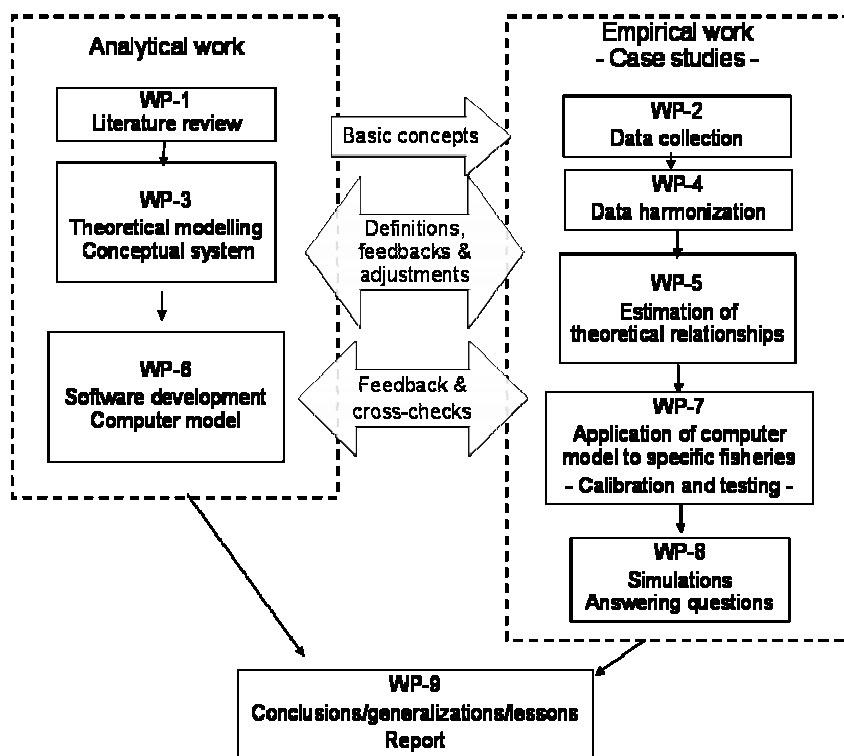 Analytical work
WP-1
Literature review
WP-3
Theoretical modelling
Conceptual system
WP-6
Software development
Computer model
Basic concepts
Definitions,
feedbacks &
adjustments
Feedback &
cross-checks
Empirical work
- Case studies -
WP-2
Data collection
WP-4
Data harmonization
WP-5
Estimation of
theoretical relationships
WP-7
Application of computer
model to specific fisheries
- Calibration and testing -
WP-8
Simulations
Answering questions
WP-9
Conclusions/generalizations/lessons
Report